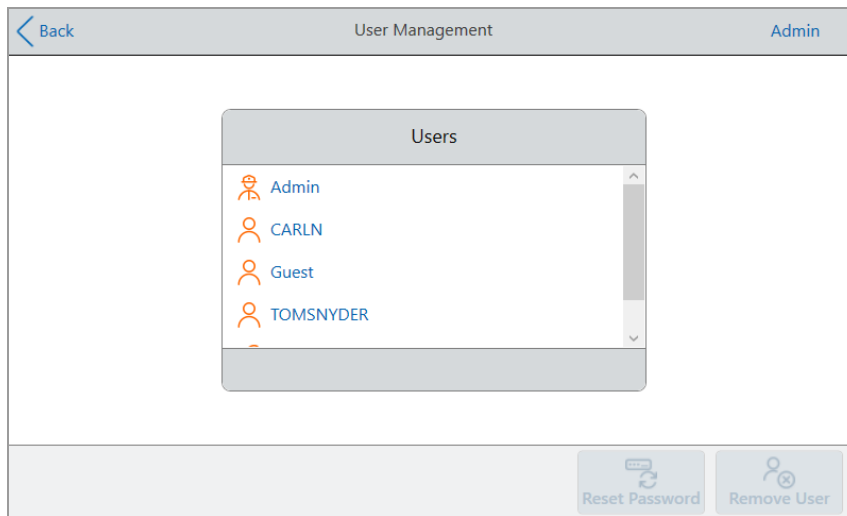 Back User Management Admin
Users
Admin
CARLN
Guest
TOMSNYDER
Reset Password Remove User